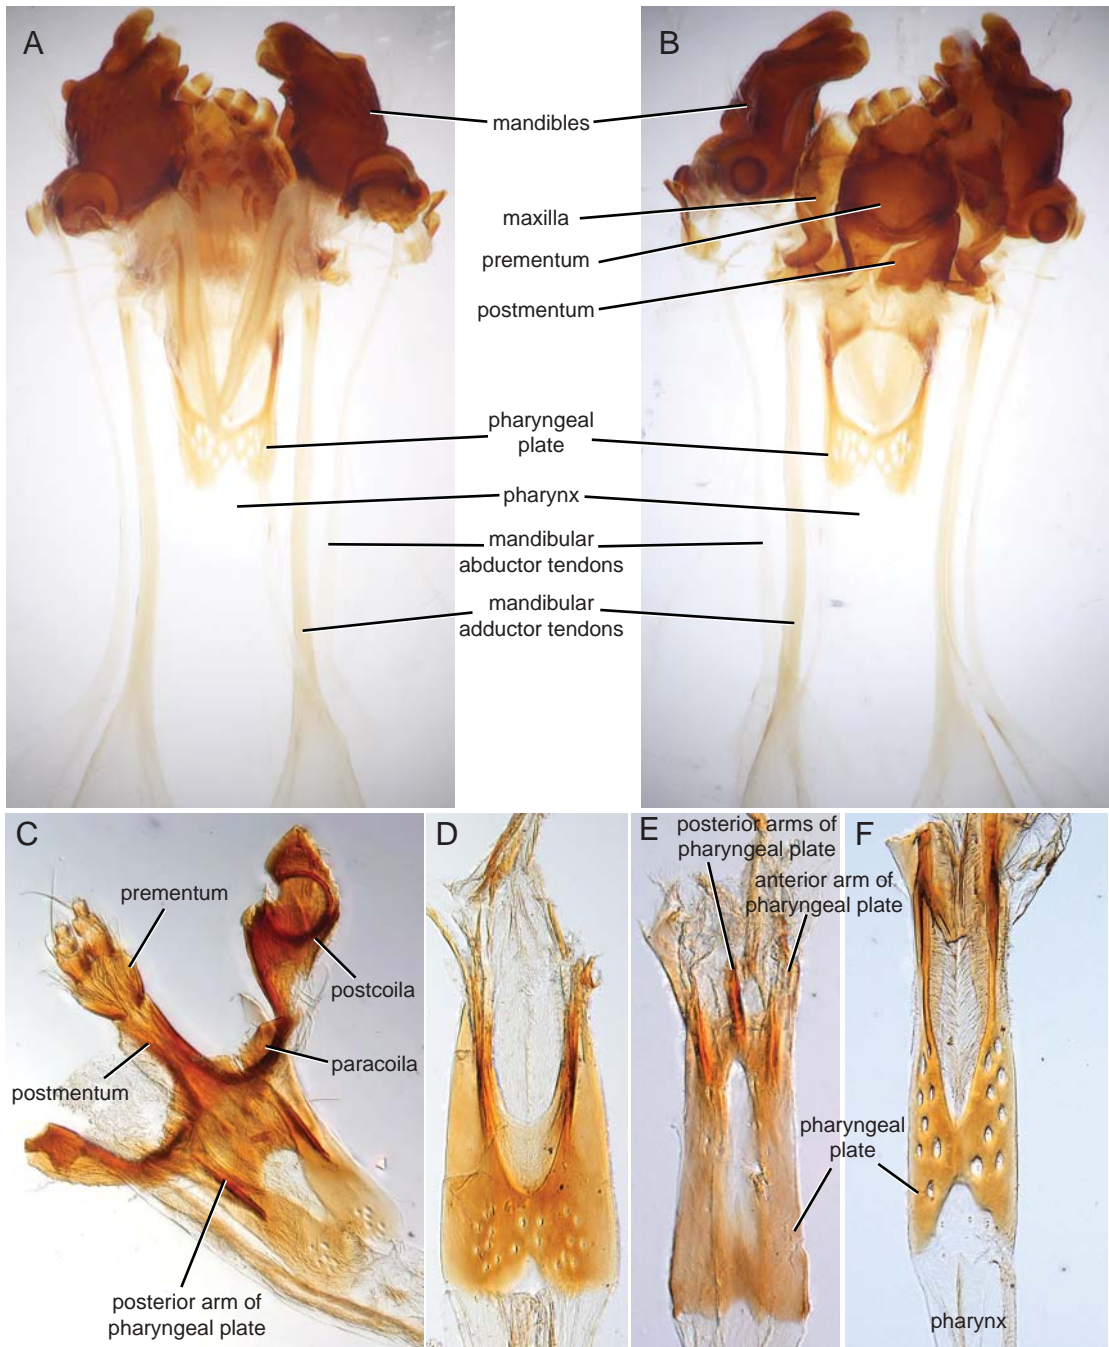 A
B
mandibles
maxilla
prementum
postmentum
pharyngeal
plate
pharynx
mandibular
abductor tendons
mandibular
adductor tendons
C
prementum
postcoila
paracoila
postmentum
posterior arm of
pharyngeal plate
D
E
posterior arms of
pharyngeal plate
anterior arm of
pharyngeal plate
pharyngeal
plate
F
pharynx